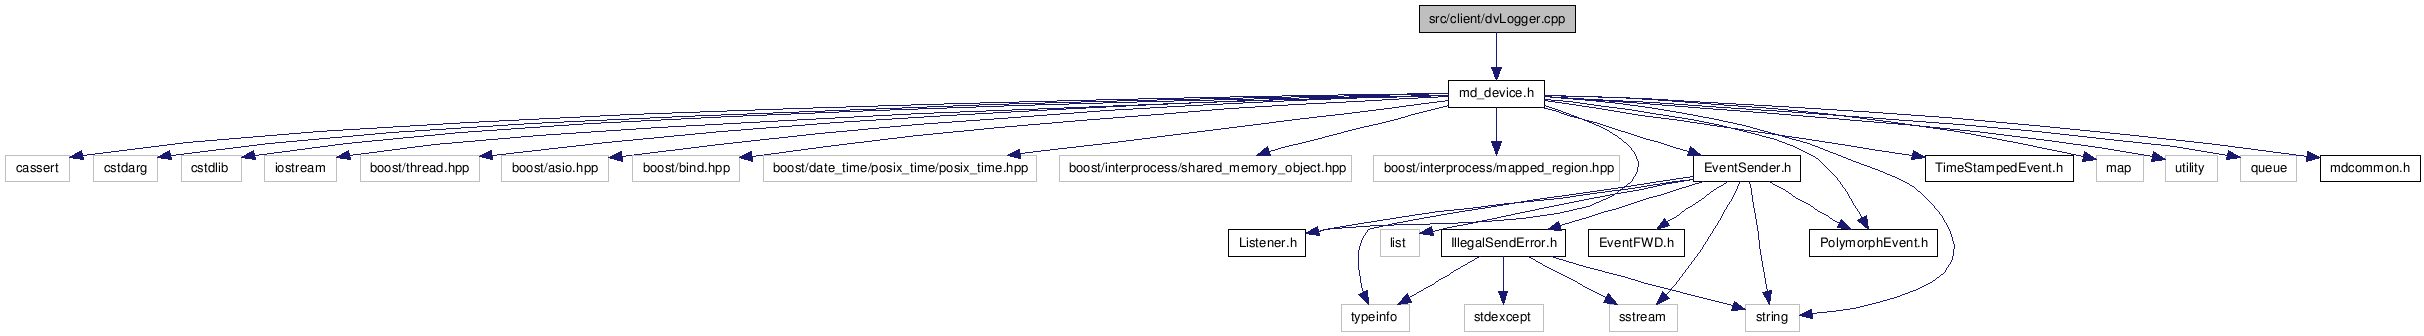 src/client/dvLogger.cpp
md_device.h
cassert
cstdarg
cstdlib
iostream
boost/thread.hpp
boost/asio.hpp
boost/bind.hpp
boost/date_time/posix_time/posix_time.hpp
boost/interprocess/shared_memory_object.hpp
boost/interprocess/mapped_region.hpp
EventSender.h
TimeStampedEvent.h
map
utility
queue
mdcommon.h
Listener.h
list
IllegalSendError.h
EventFWD.h
PolymorphEvent.h
typeinfo
stdexcept
sstream
string